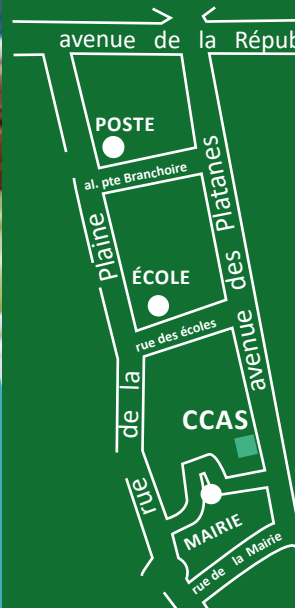 avenue de la Répub
POSTE
al. pte Branchoire
ÉCOLE
rue des écoles
avenue des Platanes
rue de la Plaine
CCAS
MAIRIE
rue de la Mairie